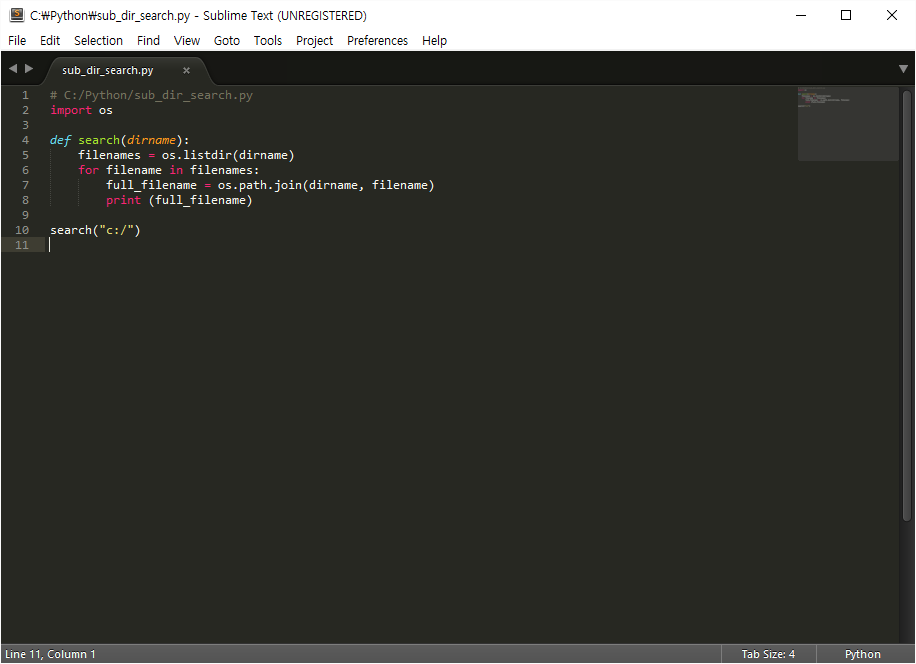 C:₩Python₩sub_dir_search.py - Sublime Text (UNREGISTERED)
File Edit Selection Find View Goto Tools Project Preferences Help
sub_dir_search.py ×
1 # C:/Python/sub_dir_search.py
2 import os
3
4 def search(dirname):
5     filenames = os.listdir(dirname)
6     for filename in filenames:
7         full_filename = os.path.join(dirname, filename)
8         print (full_filename)
9
10 search("c:/")
11
Line 11, Column 1 Tab Size: 4 Python